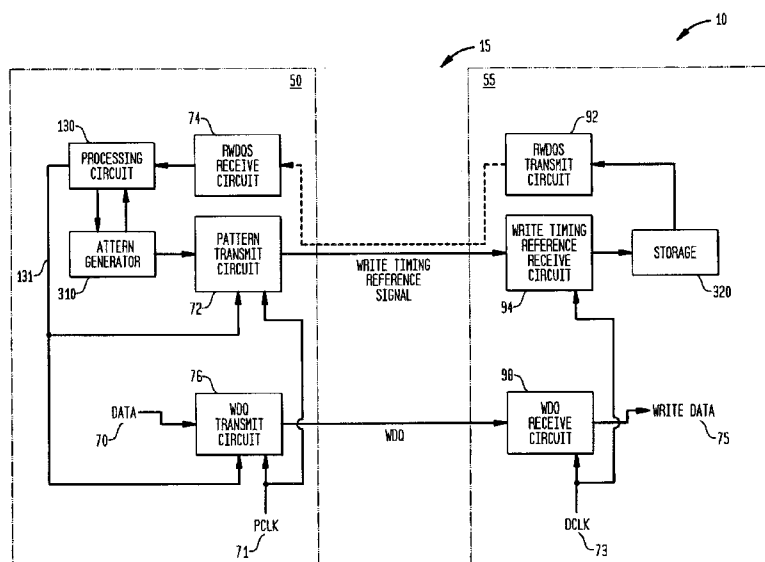 10
15
50
55
130
PROCESSING
CIRCUIT
74
RWDQS
RECEIVE
CIRCUIT
92
RWDQS
TRANSMIT
CIRCUIT
131
ATTERN
GENERATOR
310
PATTERN
TRANSMIT
CIRCUIT
72
WRITE TIMING
REFERENCE
SIGNAL
WRITE TIMING
REFERENCE
RECEIVE
CIRCUIT
94
STORAGE
320
DATA
70
76
WDQ
TRANSMIT
CIRCUIT
WDQ
98
WDQ
RECEIVE
CIRCUIT
WRITE DATA
75
PCLK
71
DCLK
73